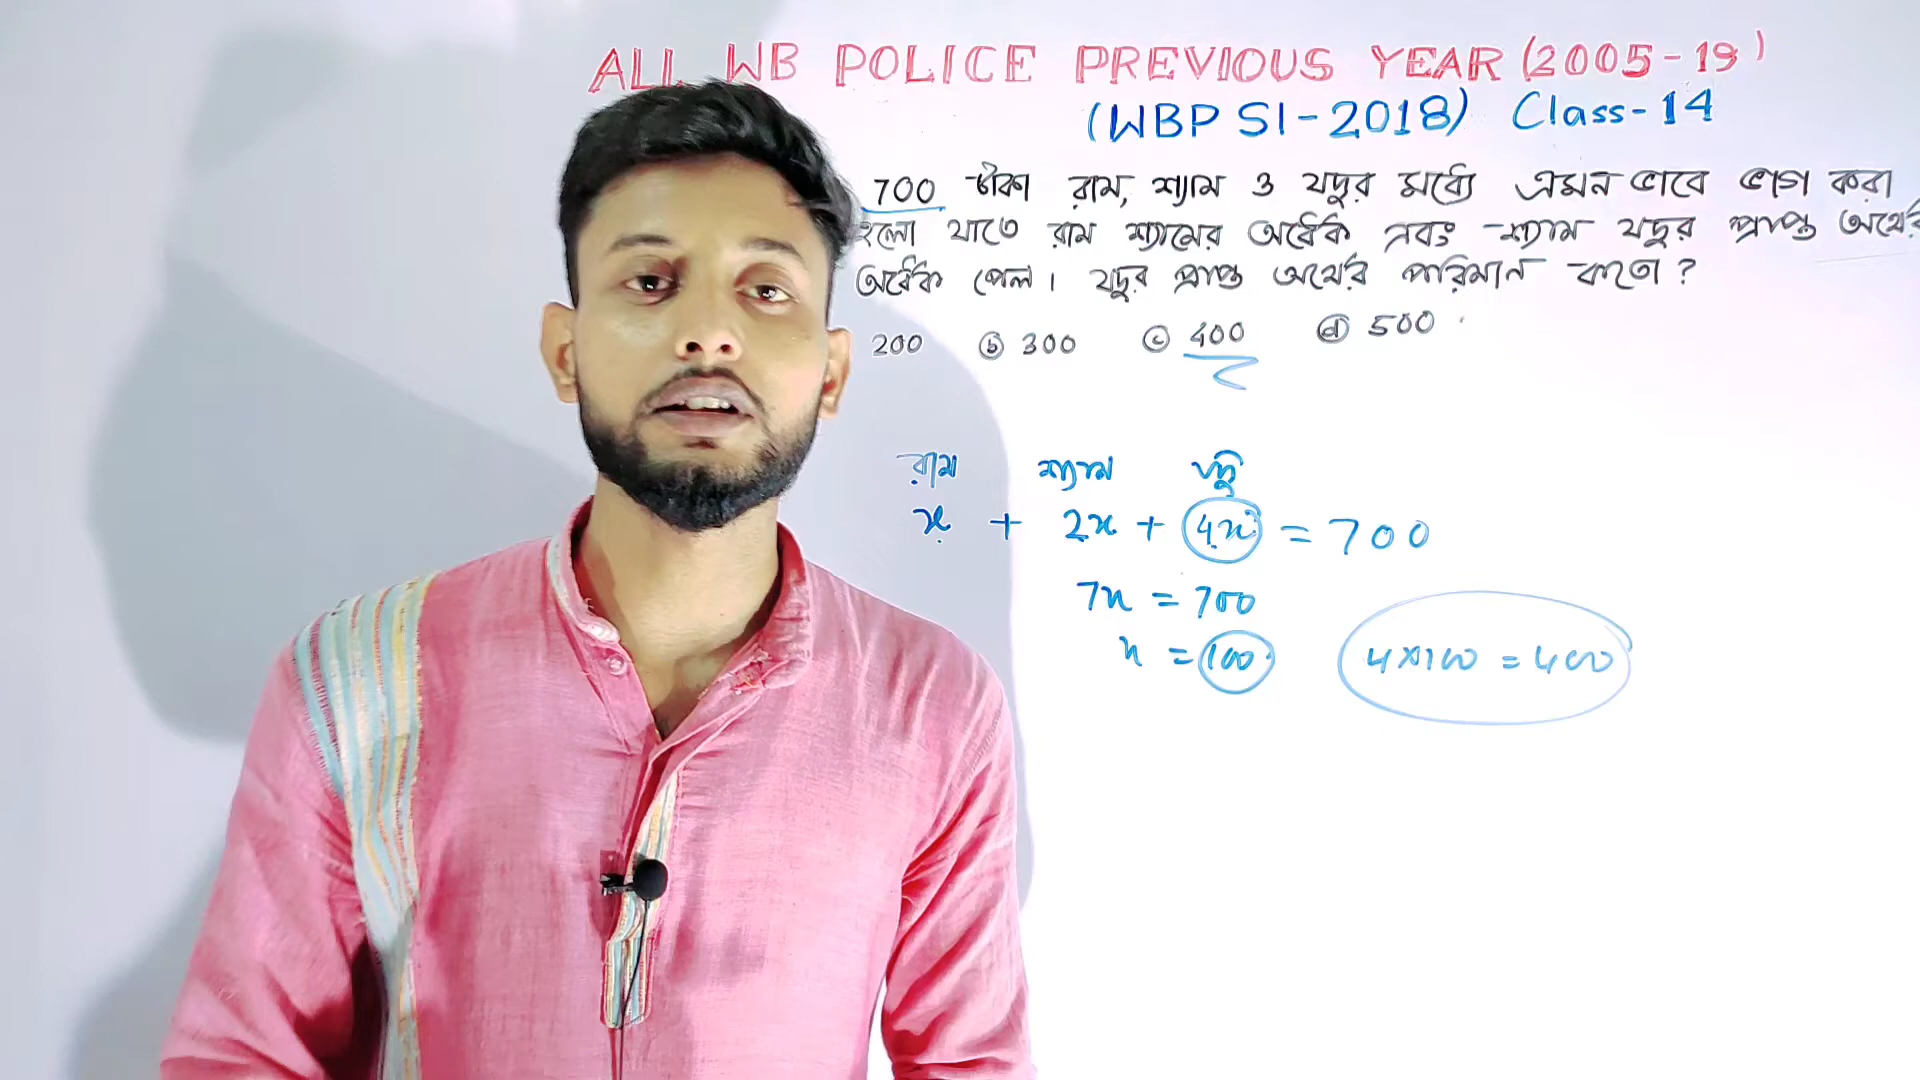 ALL WB POLICE PREVIOUS YEAR (2005-19)
(WBP SI-2018) Class-14
700 টাকা রাম, শ্যাম ও যদুর মধ্যে এমন ভাবে ভাগ করা
হলো যাতে রাম শ্যামের অর্ধেক এবং শ্যাম যদুর প্রাপ্ত অর্থের
অর্ধেক পেল। যদুর প্রাপ্ত অর্থের পরিমান কতো?
200 (b) 300 (c) 400 (d) 500
রাম শ্যাম যদু
x + 2x + 4x = 700
7x = 700
x = 100
4×100 = 400